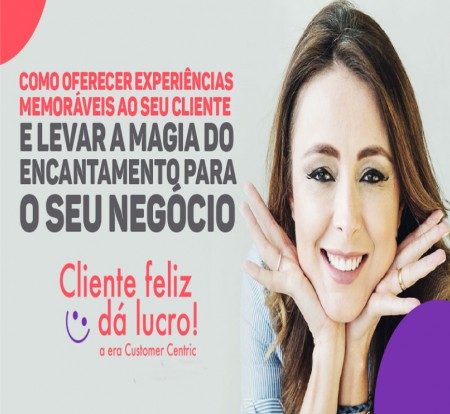 COMO OFERECER EXPERIÊNCIAS
MEMORÁVEIS AO SEU CLIENTE
E LEVAR A MAGIA DO
ENCANTAMENTO PARA
O SEU NEGÓCIO
Cliente feliz
dá lucro!
a era Customer Centric